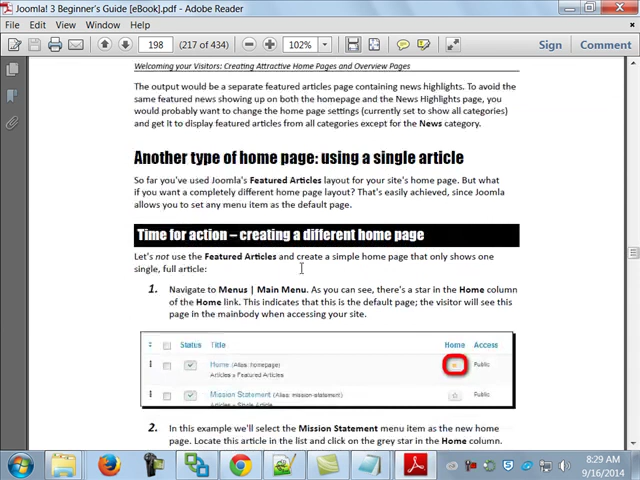 Joomla! 3 Beginner's Guide [eBook].pdf - Adobe Reader
File Edit View Window Help
198 (217 of 434) 102% Sign Comment
Welcoming your Visitors: Creating Attractive Home Pages and Overview Pages
The output would be a separate featured articles page containing news highlights. To avoid the
same featured news showing up on both the homepage and the News Highlights page, you
would probably want to change the home page settings (currently set to show all categories)
and get it to display featured articles from all categories except for the News category.
Another type of home page: using a single article
So far you've used Joomla's Featured Articles layout for your site's home page. But what
if you want a completely different home page layout? That's easily achieved, since Joomla
allows you to set any menu item as the default page.
Time for action – creating a different home page
Let's not use the Featured Articles and create a simple home page that only shows one
single, full article:
1. Navigate to Menus | Main Menu. As you can see, there's a star in the Home column
of the Home link. This indicates that this is the default page; the visitor will see this
page in the mainbody when accessing your site.
Status Title Home Access
Home (Alias: homepage) Public
Articles » Featured Articles
Mission Statement (Alias: mission-statement) Public
Articles » Single Article
2. In this example we'll select the Mission Statement menu item as the new home
page. Locate this article in the list and click on the grey star in the Home column.
8:29 AM
9/16/2014